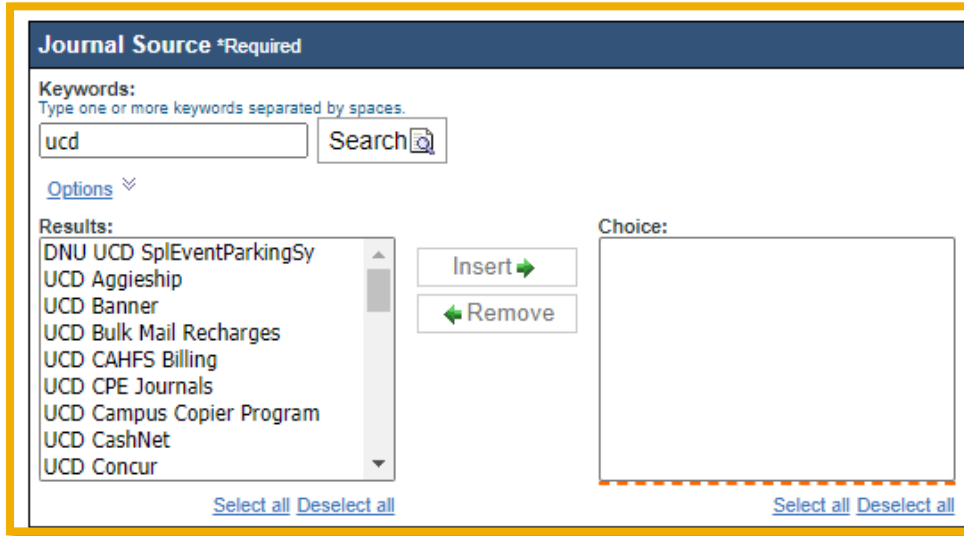 Journal Source *Required
Keywords:
Type one or more keywords separated by spaces.
ucd
Search
Options
Results:
DNU UCD SplEventParkingSy
UCD Aggieship
UCD Banner
UCD Bulk Mail Recharges
UCD CAHFS Billing
UCD CPE Journals
UCD Campus Copier Program
UCD CashNet
UCD Concur
Select all Deselect all
Insert
Remove
Choice:
Select all Deselect all